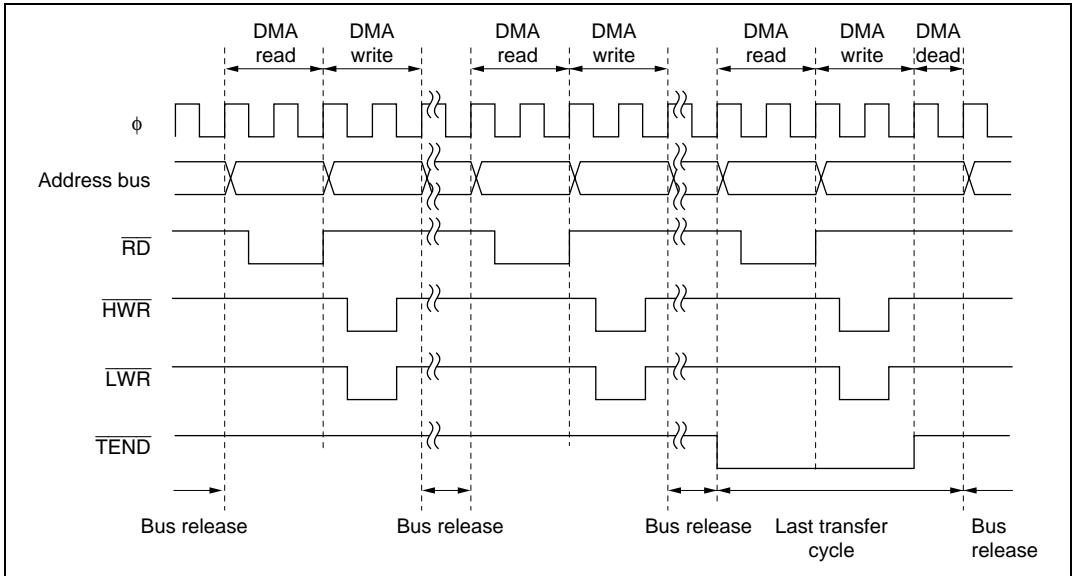 DMA read DMA write DMA read DMA write DMA read DMA write DMA dead
φ
Address bus
RD
HWR
LWR
TEND
Bus release Bus release Bus release Last transfer cycle Bus release